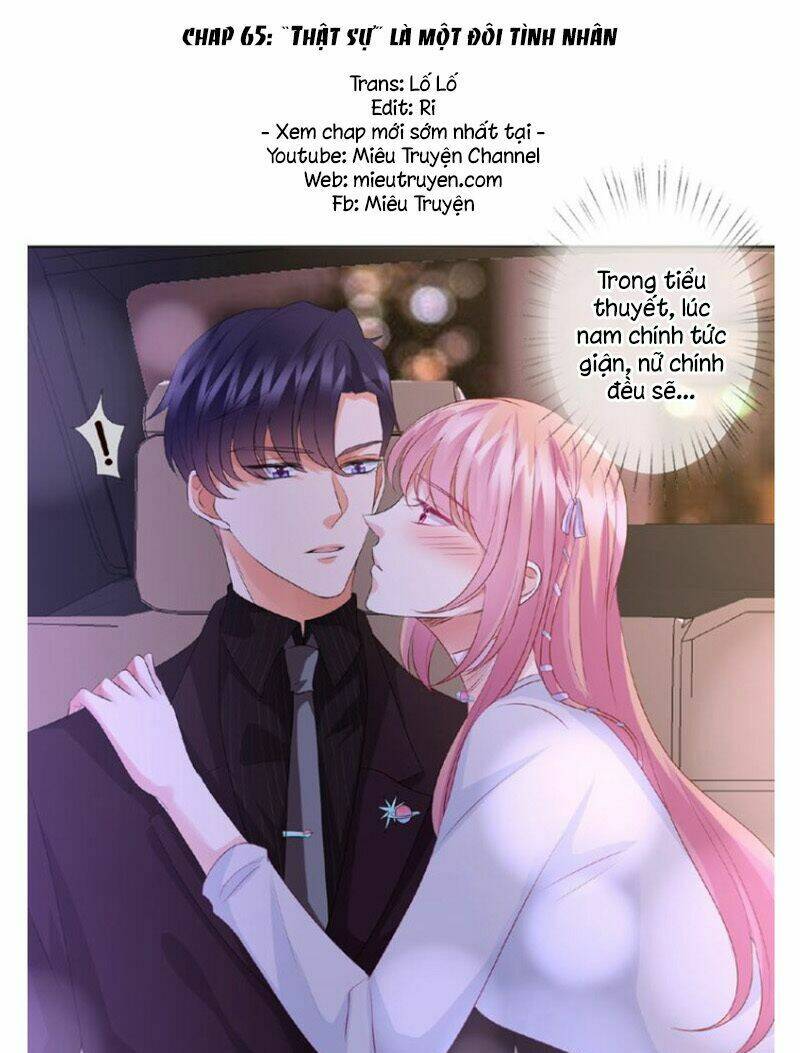 CHAP 65: "THẬT SỰ" LÀ MỘT ĐÔI TÌNH NHÂN
Trans: Lố Lố
Edit: Ri
- Xem chap mới sớm nhất tại -
Youtube: Miêu Truyện Channel
Web: mieutruyen.com
Fb: Miêu Truyện
Trong tiểu
thuyết, lúc
nam chính tức
giận, nữ chính
đều sẽ...
!